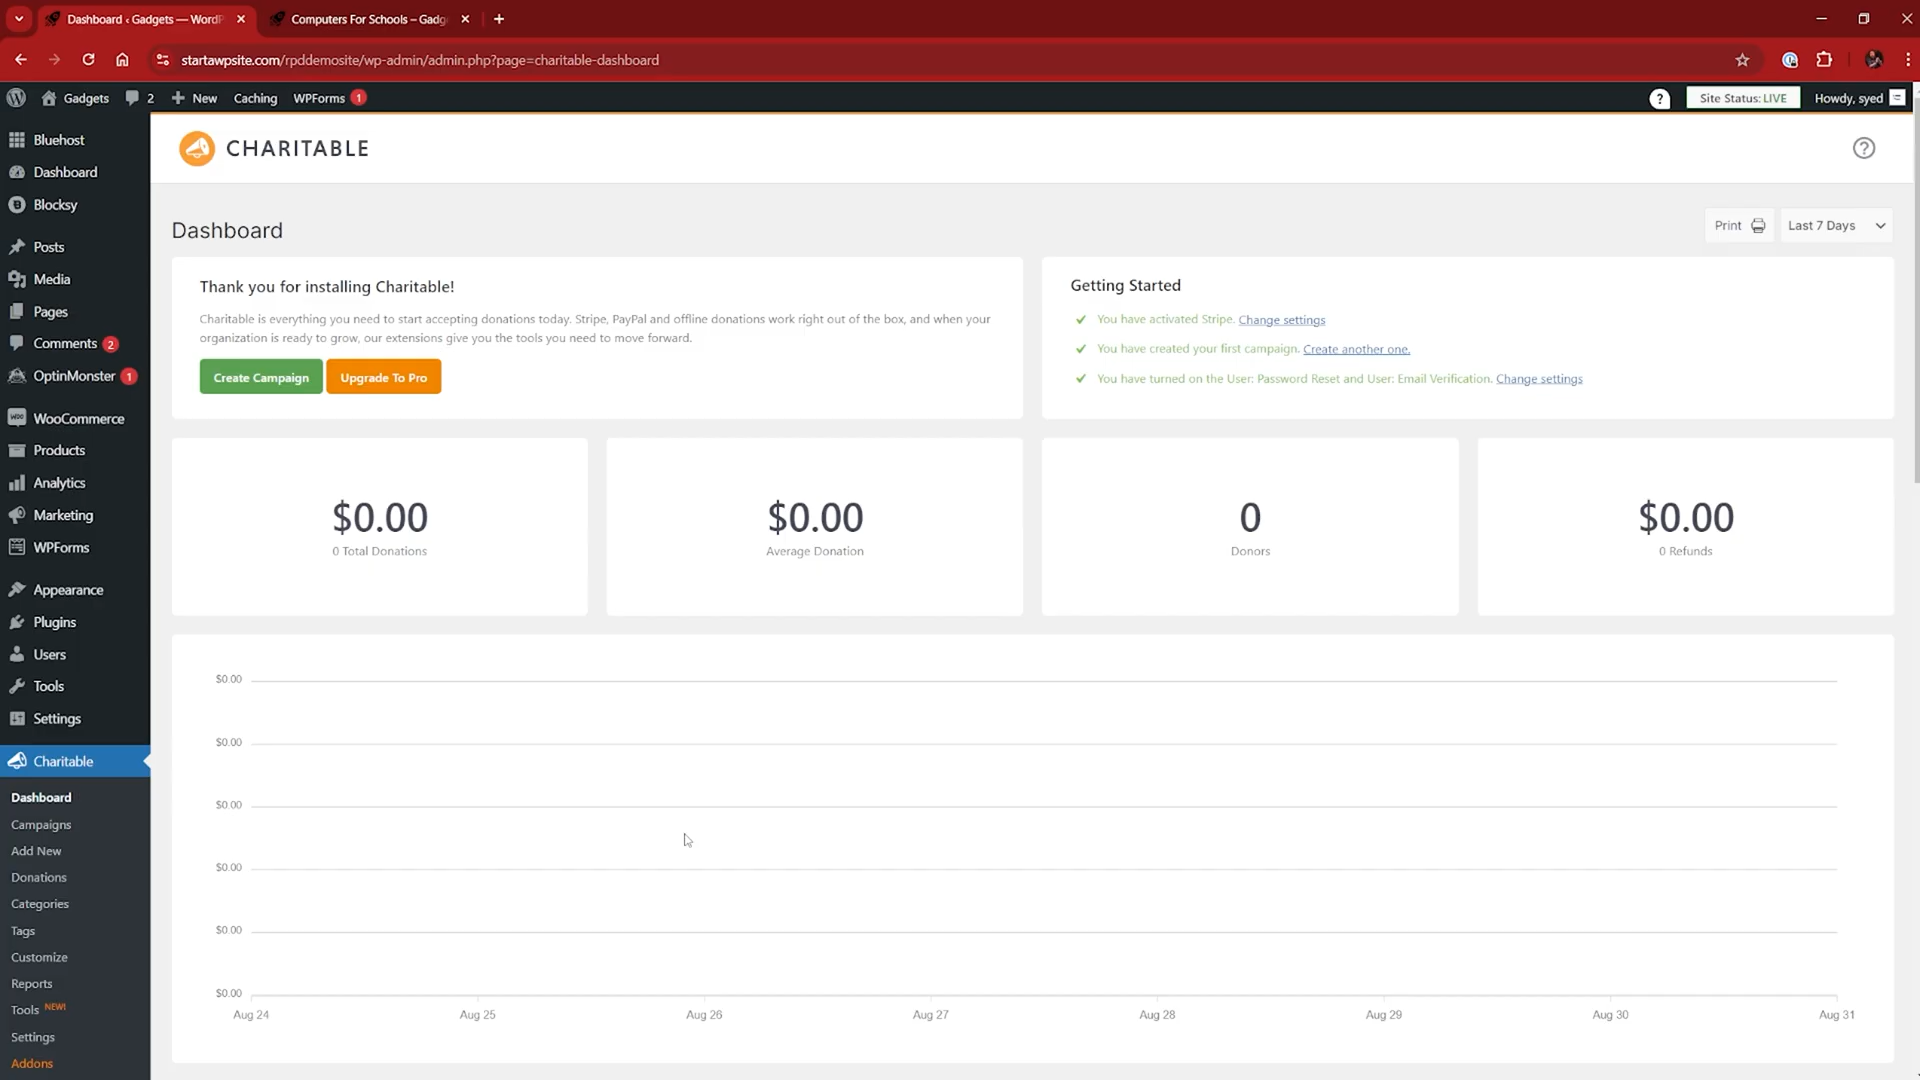 Dashboard ‹ Gadgets — WordP
Computers For Schools – Gadg
startawpsite.com/rpddemosite/wp-admin/admin.php?page=charitable-dashboard
Gadgets
2
New
Caching
WPForms 1
?
Site Status: LIVE
Howdy, syed
Bluehost
Dashboard
Blocksy
Posts
Media
Pages
Comments 2
OptinMonster 1
WooCommerce
Products
Analytics
Marketing
WPForms
Appearance
Plugins
Users
Tools
Settings
Charitable
Dashboard
Campaigns
Add New
Donations
Categories
Tags
Customize
Reports
Tools NEW!
Settings
Addons
CHARITABLE
?
Dashboard
Print
Last 7 Days
Thank you for installing Charitable!
Charitable is everything you need to start accepting donations today. Stripe, PayPal and offline donations work right out of the box, and when your
organization is ready to grow, our extensions give you the tools you need to move forward.
Create Campaign
Upgrade To Pro
Getting Started
You have activated Stripe. Change settings
You have created your first campaign. Create another one.
You have turned on the User: Password Reset and User: Email Verification. Change settings
$0.00
0 Total Donations
$0.00
Average Donation
0
Donors
$0.00
0 Refunds
$0.00
$0.00
$0.00
$0.00
$0.00
$0.00
Aug 24
Aug 25
Aug 26
Aug 27
Aug 28
Aug 29
Aug 30
Aug 31